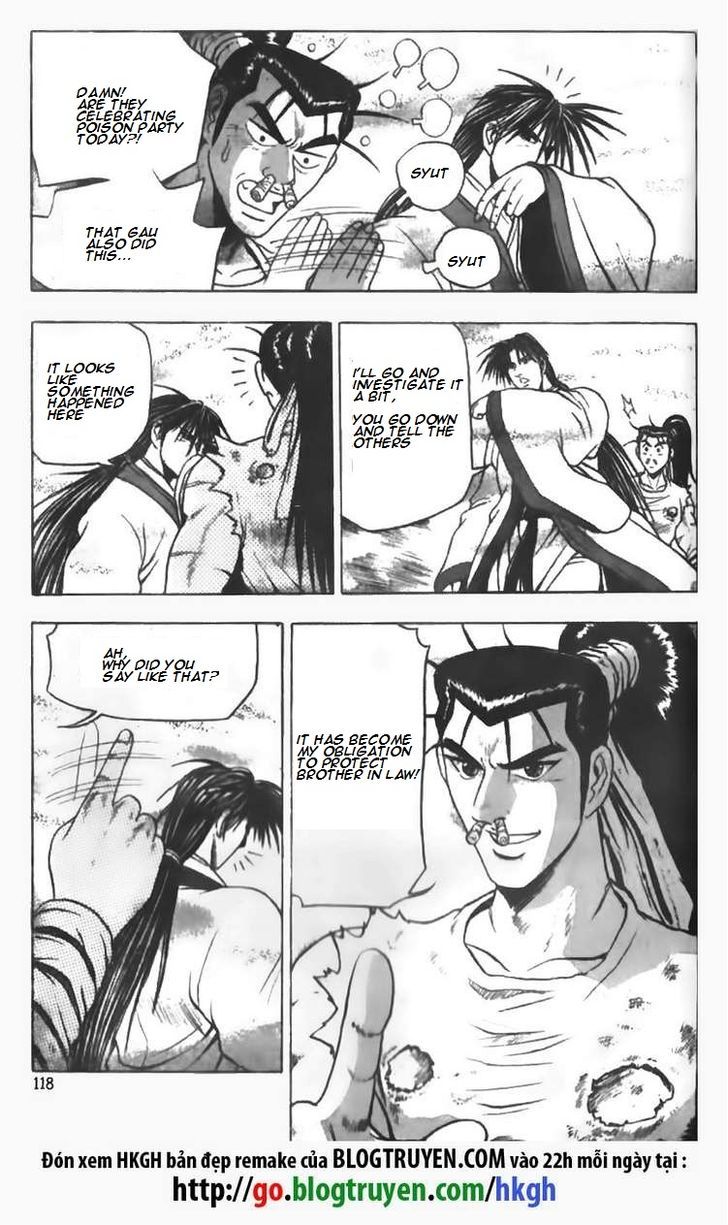 DAMN!
ARE THEY
CELEBRATING
POISON PARTY
TODAY?!
THAT GAU
ALSO DID
THIS...
SYUT
SYUT
IT LOOKS
LIKE
SOMETHING
HAPPENED
HERE
I'LL GO AND
INVESTIGATE IT
A BIT,
YOU GO DOWN
AND TELL THE
OTHERS
AH,
WHY DID YOU
SAY LIKE THAT?
IT HAS BECOME
MY OBLIGATION
TO PROTECT
BROTHER IN LAW!
118
Đón xem HKGH bản đẹp remake của BLOGTRUYEN.COM vào 22h mỗi ngày tại :
http://go.blogtruyen.com/hkgh